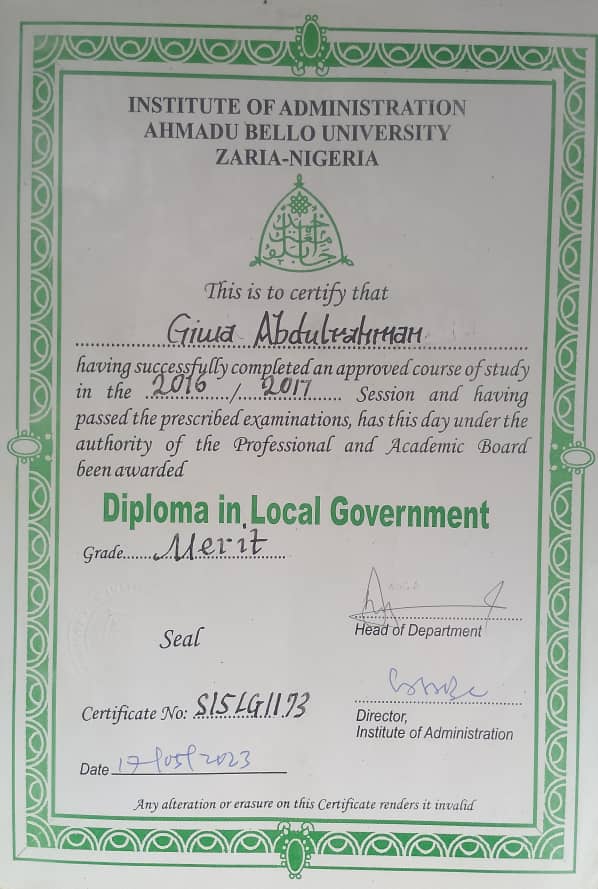 INSTITUTE OF ADMINISTRATION
AHMADU BELLO UNIVERSITY
ZARIA-NIGERIA
This is to certify that
Giwa Abdulrahman
having successfully completed an approved course of study
in the 2016 / 2017 Session and having
passed the prescribed examinations, has this day under the
authority of the Professional and Academic Board
been awarded
Diploma in Local Government
Grade Merit
Head of Department
Seal
Certificate No: S15LG1173
Director,
Institute of Administration
Date 17/05/2023
Any alteration or erasure on this Certificate renders it invalid